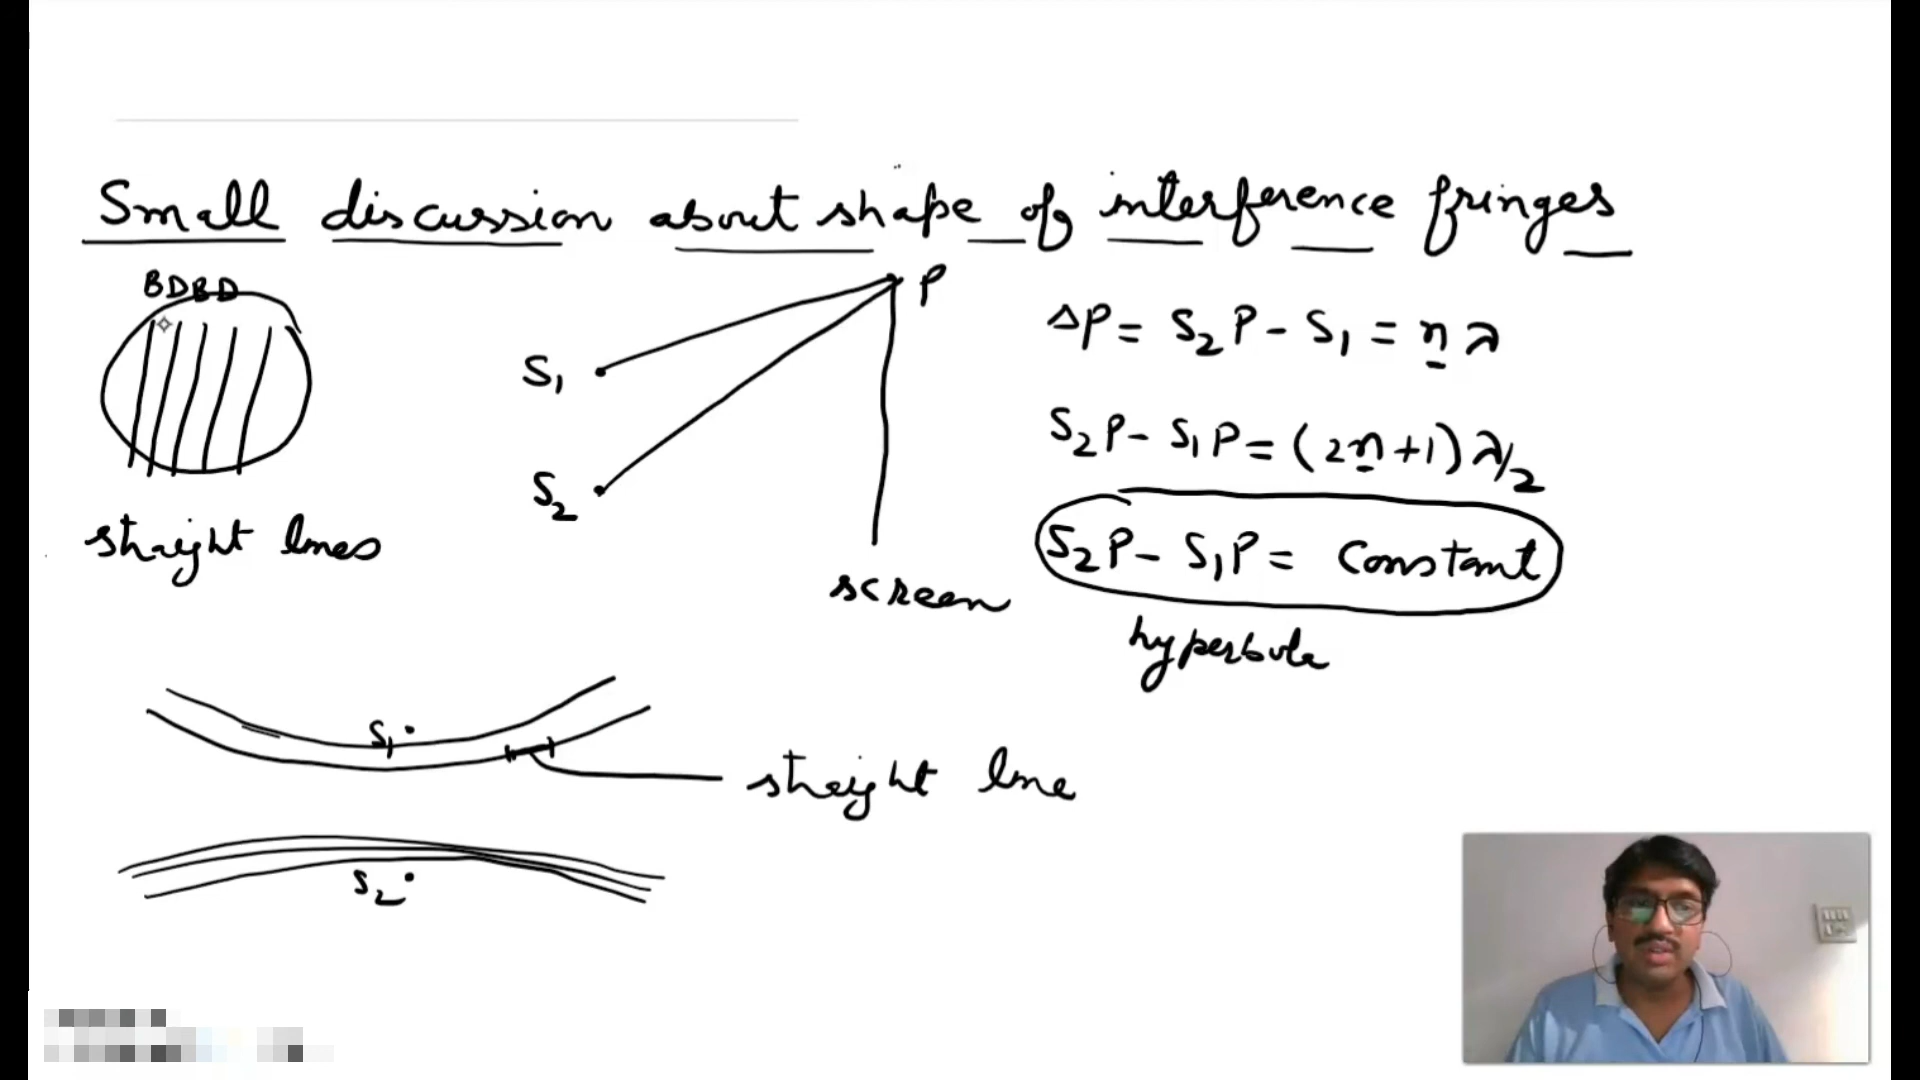 Small discussion about shape of interference fringes
BDBD
P
S1
S2
screen
straight lines
ΔP = S2P - S1 = nλ
S2P - S1P = (2n+1)λ/2
S2P - S1P = Constant
hyperbola
S1
straight line
S2